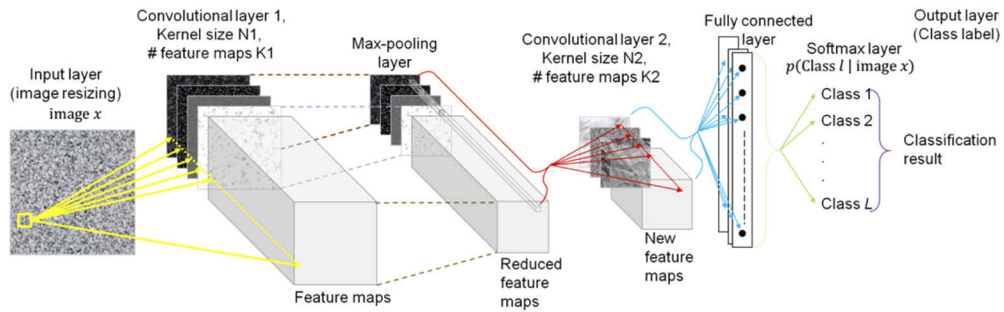 Input layer
(image resizing)
image x
Convolutional layer 1,
Kernel size N1,
# feature maps K1
Max-pooling
layer
Convolutional layer 2,
Kernel size N2,
# feature maps K2
Fully connected
layer
Output layer
(Class label)
Softmax layer
p(Class l | image x)
Class 1
Class 2
.
.
.
Class L
Classification
result
Feature maps
Reduced
feature
maps
New
feature
maps